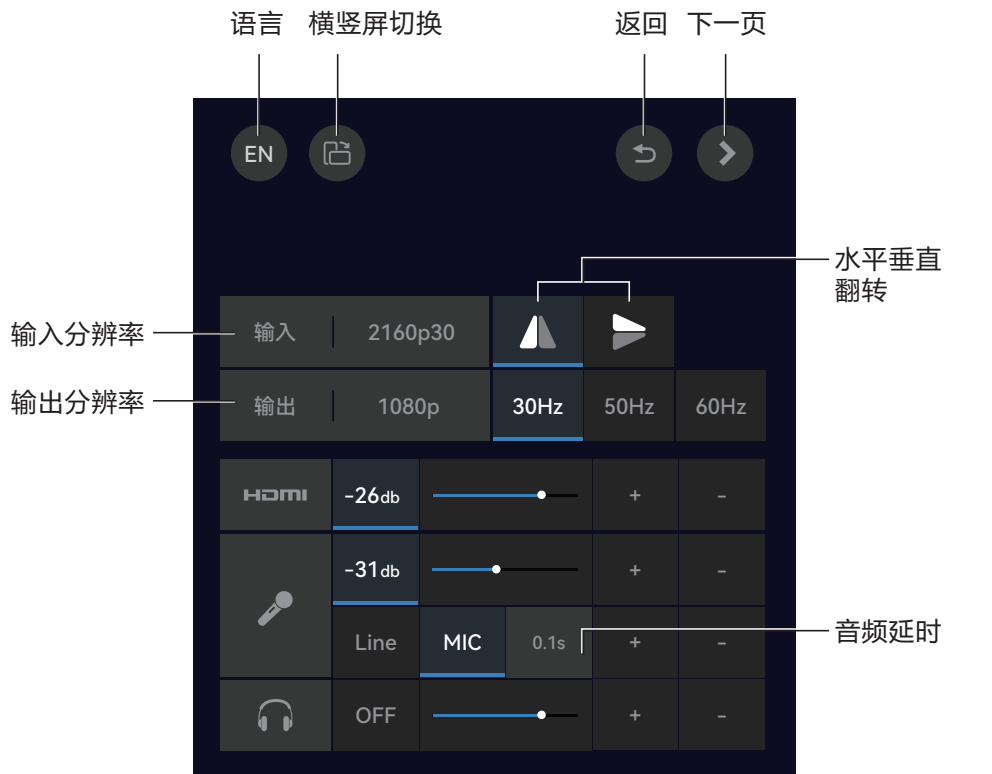 语言 横竖屏切换 返回 下一页
EN
水平垂直
翻转
输入分辨率 输入 2160p30
输出分辨率 输出 1080p 30Hz 50Hz 60Hz
HDMI -26db + -
-31db + -
Line MIC 0.1s + - 音频延时
OFF + -